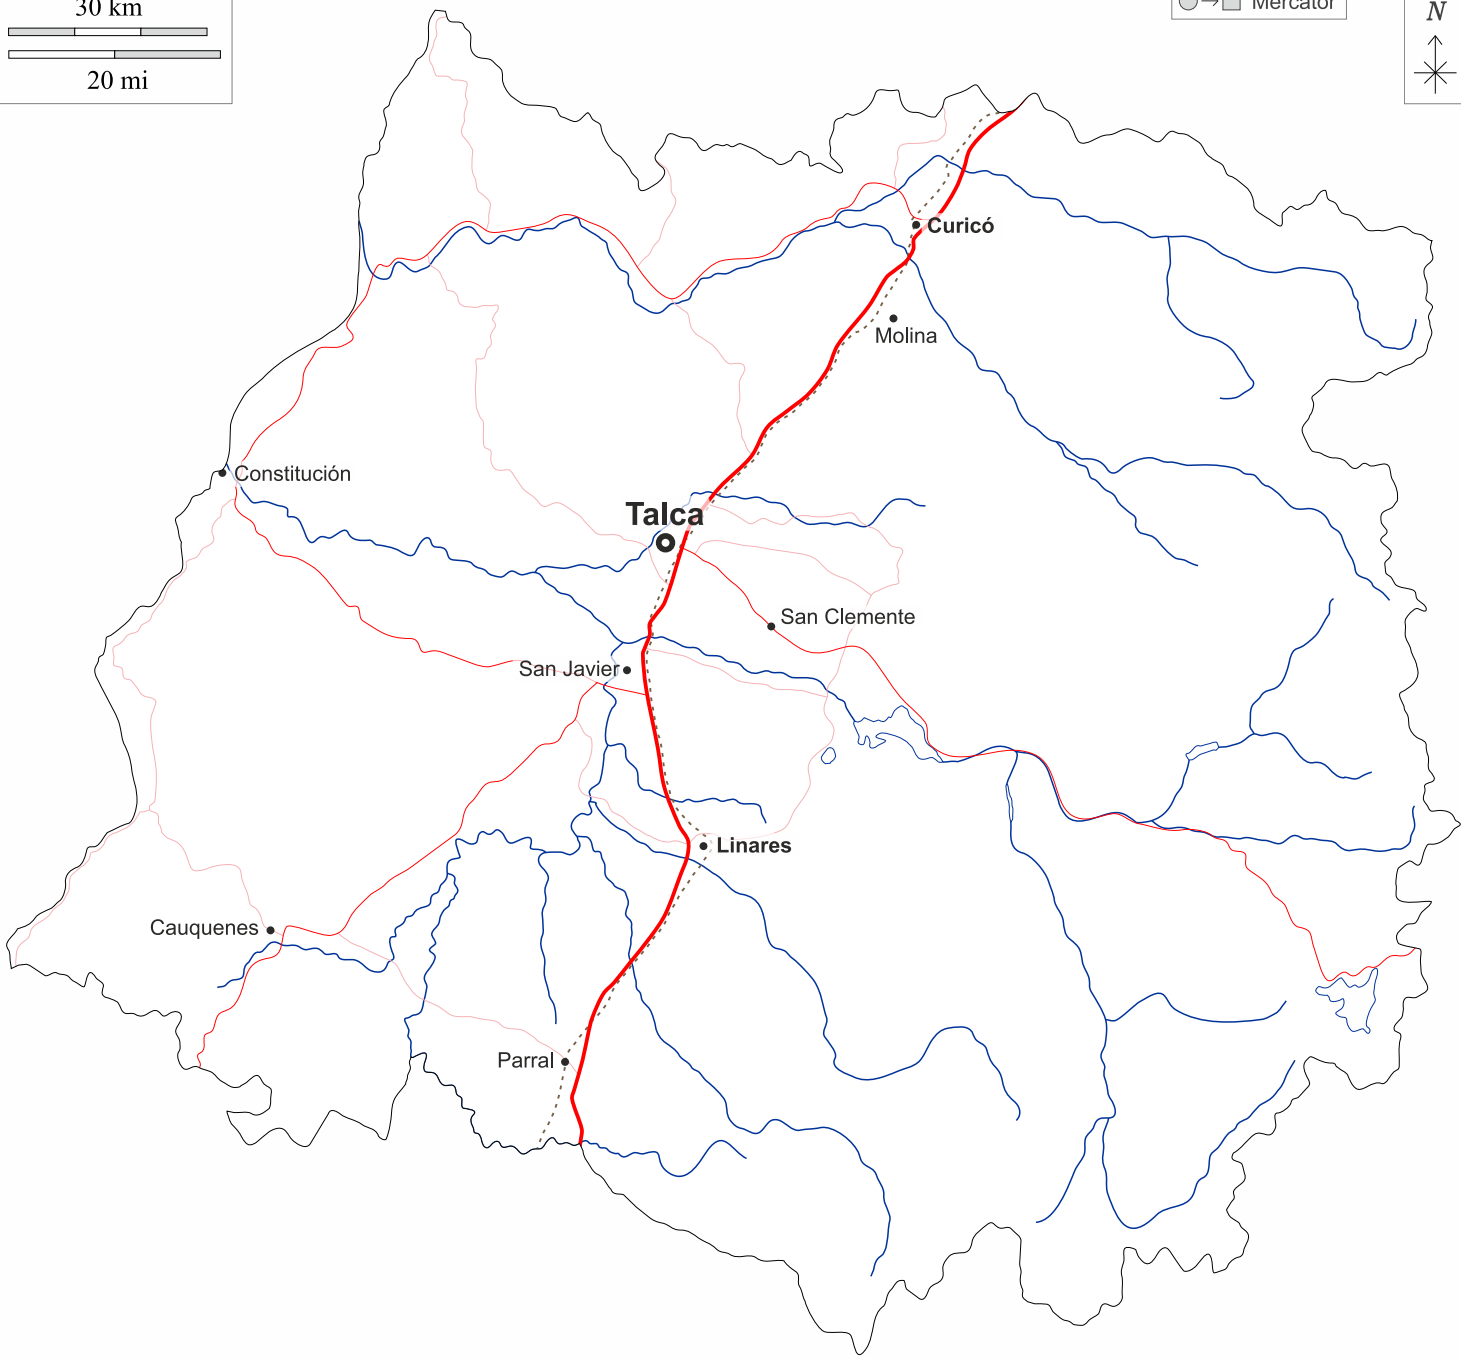 30 km
20 mi
Mercator
N
Curicó
Molina
Constitución
Talca
San Clemente
San Javier
Linares
Cauquenes
Parral